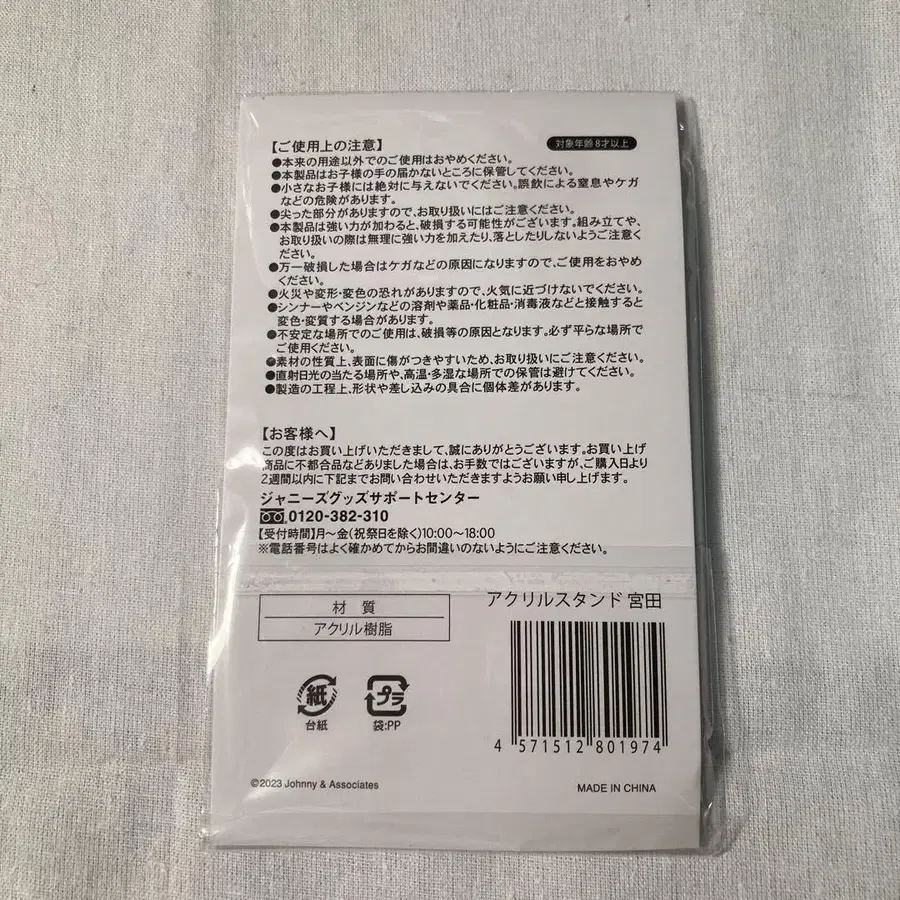 【ご使用上の注意】
対象年齢8才以上
●本来の用途以外でのご使用はおやめください。
●本製品はお子様の手の届かないところに保管してください。
●小さなお子様には絶対に与えないでください。誤飲による窒息やケガ
などの危険があります。
●尖った部分がありますので、お取り扱いにはご注意ください。
●本製品は強い力が加わると、破損する可能性がございます。組み立てや、
お取り扱いの際は無理に強い力を加えたり、落としたりしないようご注意く
ださい。
●万一破損した場合はケガなどの原因になりますので、ご使用をおやめ
ください。
●火災や変形・変色の恐れがありますので、火気に近づけないでください。
●シンナーやベンジンなどの溶剤や薬品・化粧品・消毒液などと接触すると
変色・変質する場合があります。
●不安定な場所でのご使用は、破損等の原因となります。必ず平らな場所で
ご使用ください。
●素材の性質上、表面に傷がつきやすいため、お取り扱いにご注意ください。
●直射日光の当たる場所や、高温・多湿な場所での保管は避けてください。
●製造の工程上、形状や差し込みの具合に個体差があります。
【お客様へ】
この度はお買い上げいただきまして、誠にありがとうございます。お買い上げ
商品に不都合品などありました場合は、お手数ではございますが、ご購入日より
2週間以内に下記までお問い合わせいただきますようお願い申し上げます。
ジャニーズグッズサポートセンター
0120-382-310
【受付時間】月〜金(祝祭日を除く)10:00〜18:00
※電話番号はよく確かめてからお間違いのないようにご注意ください。
材 質
アクリル樹脂
アクリルスタンド 宮田
紙
台紙
プラ
袋:PP
4 571512 801974
©2023 Johnny & Associates
MADE IN CHINA